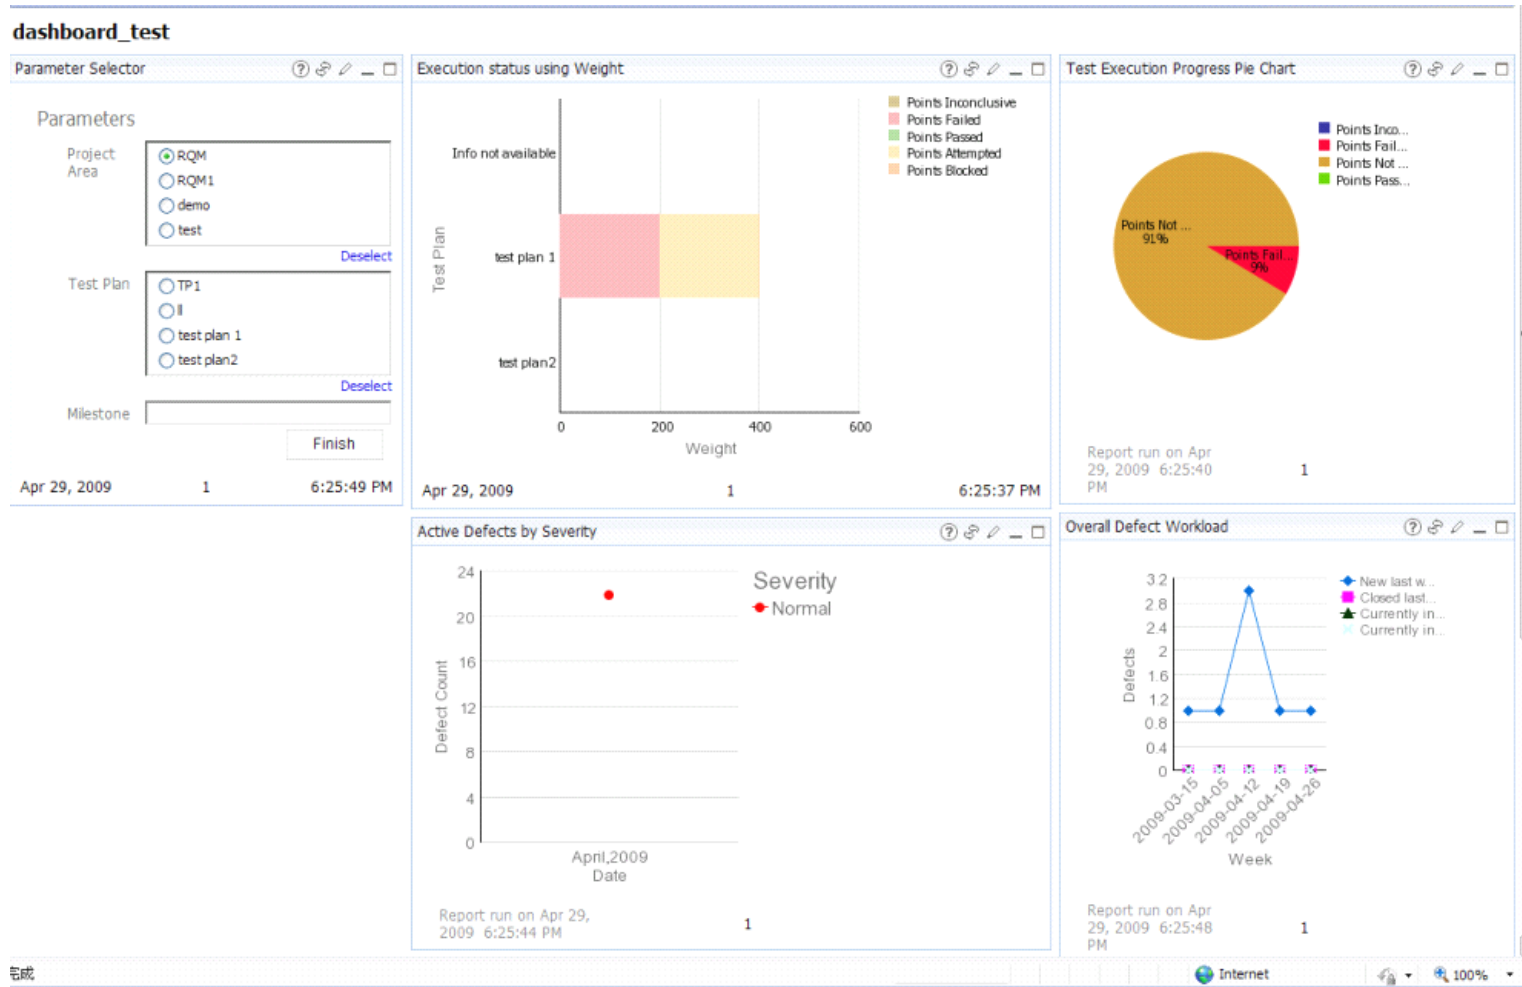 dashboard_test
Parameter Selector
Parameters
Project Area
RQM
RQM1
demo
test
Deselect
Test Plan
TP1
ll
test plan 1
test plan2
Deselect
Milestone
Finish
Apr 29, 2009 1 6:25:49 PM
Execution status using Weight
Points Inconclusive
Points Failed
Points Passed
Points Attempted
Points Blocked
Test Plan
Info not available
test plan 1
test plan2
0 200 400 600
Weight
Apr 29, 2009 1 6:25:37 PM
Test Execution Progress Pie Chart
Points Inco...
Points Fail...
Points Not ...
Points Pass...
Points Not ...
91%
Points Fail...
9%
Report run on Apr
29, 2009 6:25:40 1
PM
Active Defects by Severity
Severity
Normal
Defect Count
24
20
16
12
8
4
0
April,2009
Date
Report run on Apr 29,
2009 6:25:44 PM 1
Overall Defect Workload
New last w...
Closed last...
Currently in...
Currently in...
Defects
3.2
2.8
2.4
2
1.6
1.2
0.8
0.4
0
2009-03-15
2009-04-05
2009-04-12
2009-04-19
2009-04-26
Week
Report run on Apr
29, 2009 6:25:48 1
PM
完成 Internet 100%